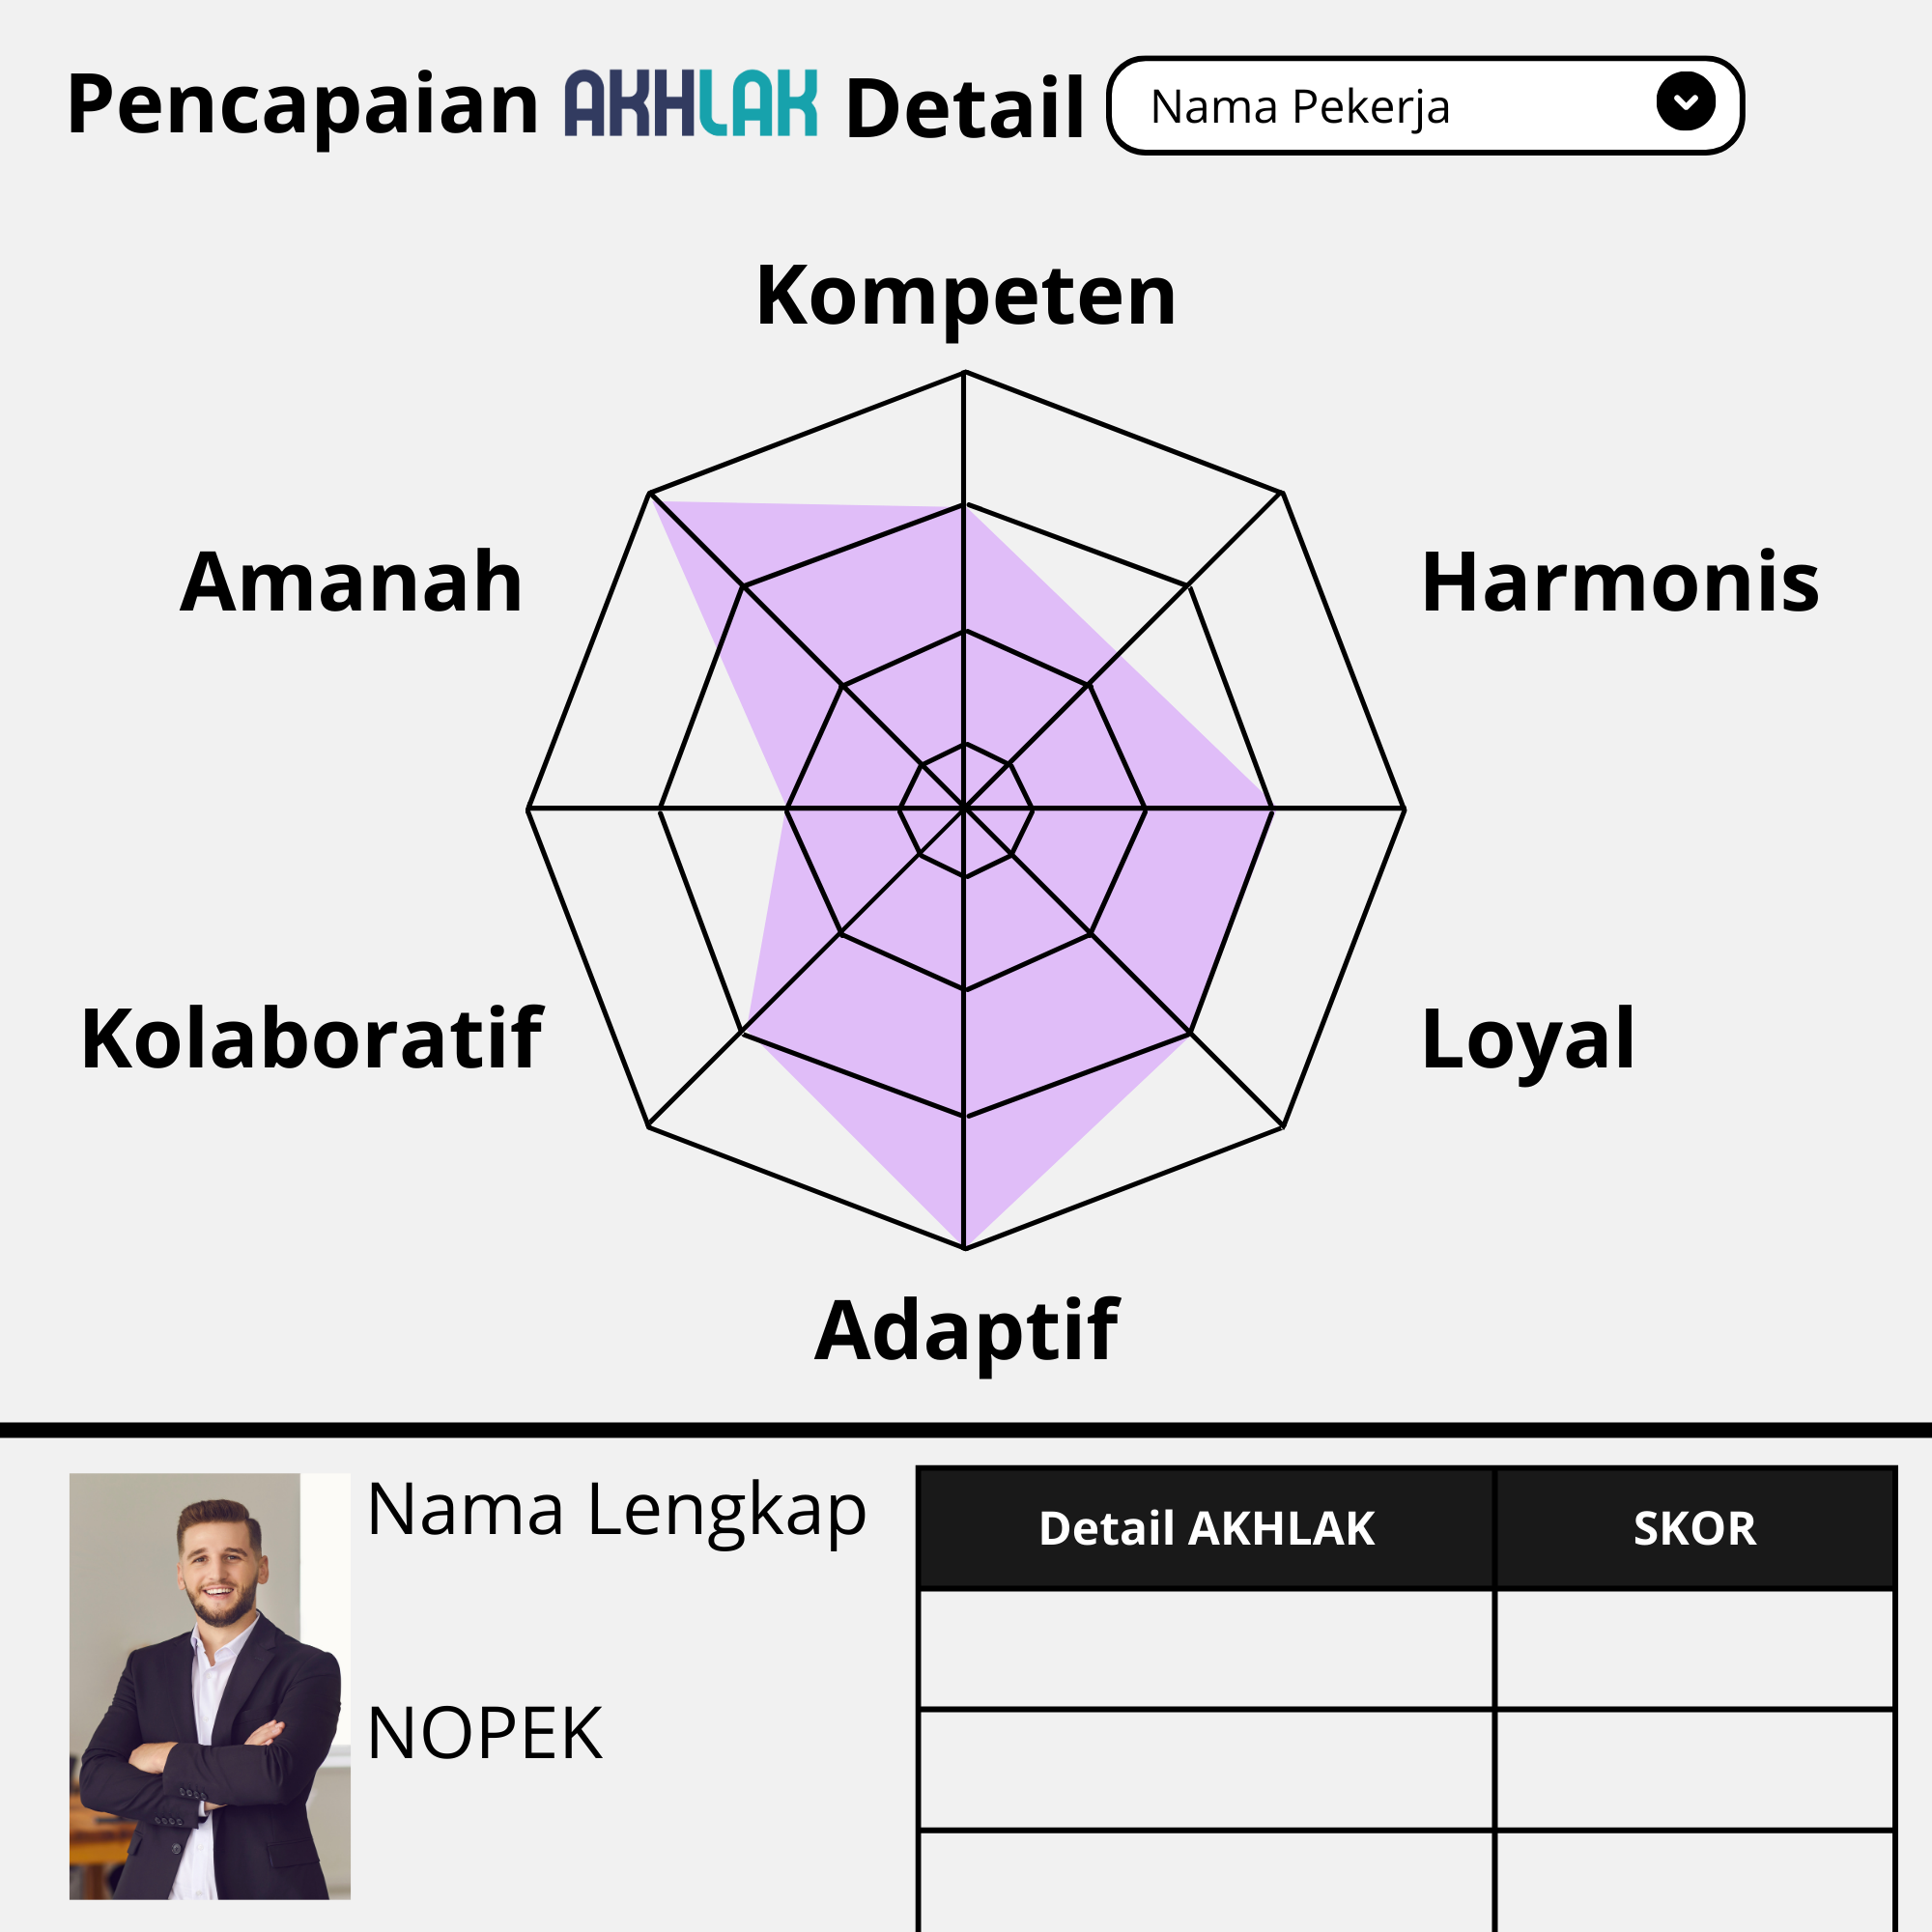 Pencapaian AKHLAK Detail Nama Pekerja
Kompeten
Amanah
Harmonis
Kolaboratif
Loyal
Adaptif
Nama Lengkap
NOPEK
Detail AKHLAK SKOR